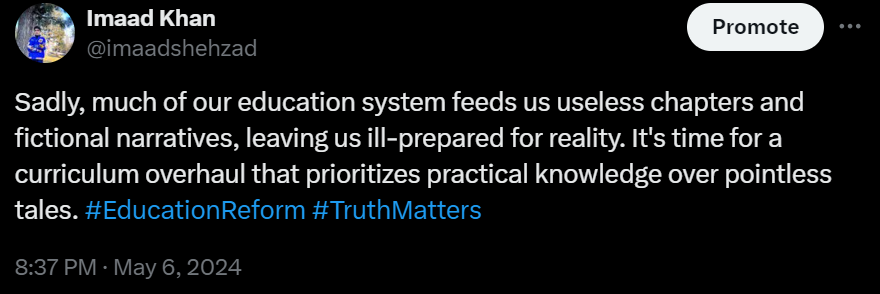 Imaad Khan
@imaadshehzad
Promote
Sadly, much of our education system feeds us useless chapters and
fictional narratives, leaving us ill-prepared for reality. It's time for a
curriculum overhaul that prioritizes practical knowledge over pointless
tales. #EducationReform #TruthMatters
8:37 PM · May 6, 2024